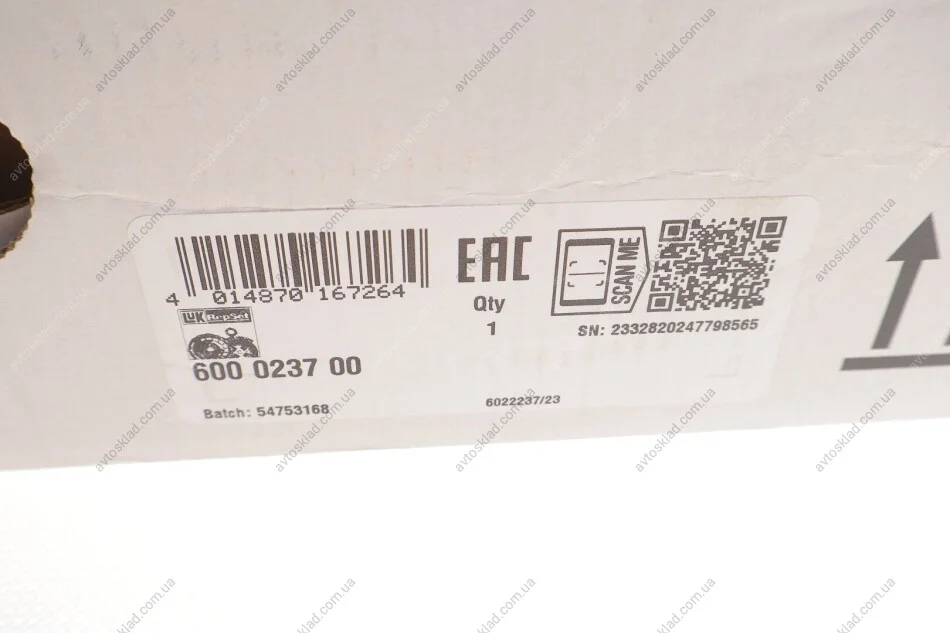 4 014870 167264
EAC
Qty
1
SCAN ME
SN: 2332820247798565
LuK RepSet
600 0237 00
Batch: 54753168
6022237/23
avtosklad.com.ua